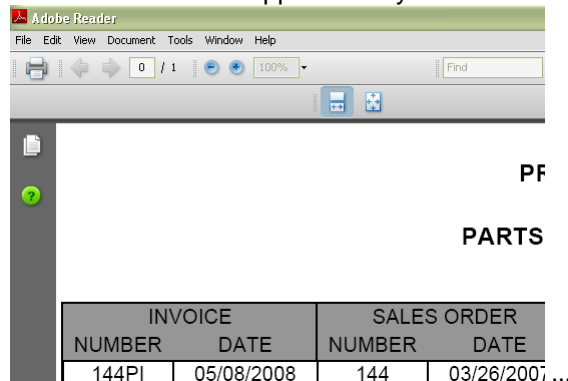 Adobe Reader
File Edit View Document Tools Window Help
0 / 1 100% Find
?
PR
PARTS
INVOICE SALES ORDER
NUMBER DATE NUMBER DATE
144PI 05/08/2008 144 03/26/2007...